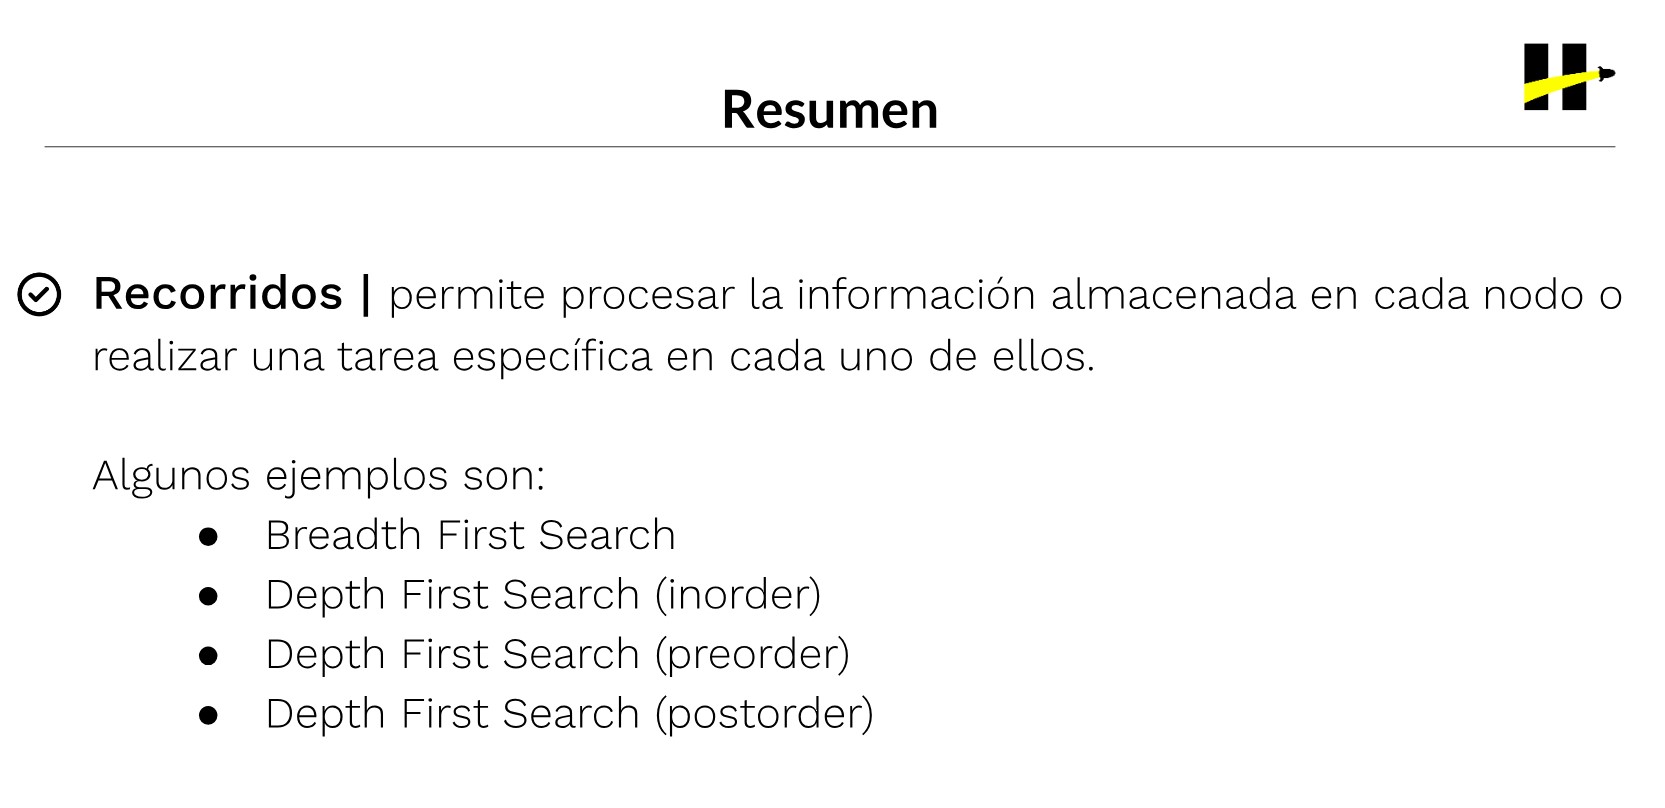 Resumen
Recorridos | permite procesar la información almacenada en cada nodo o
realizar una tarea específica en cada uno de ellos.
Algunos ejemplos son:
● Breadth First Search
● Depth First Search (inorder)
● Depth First Search (preorder)
● Depth First Search (postorder)